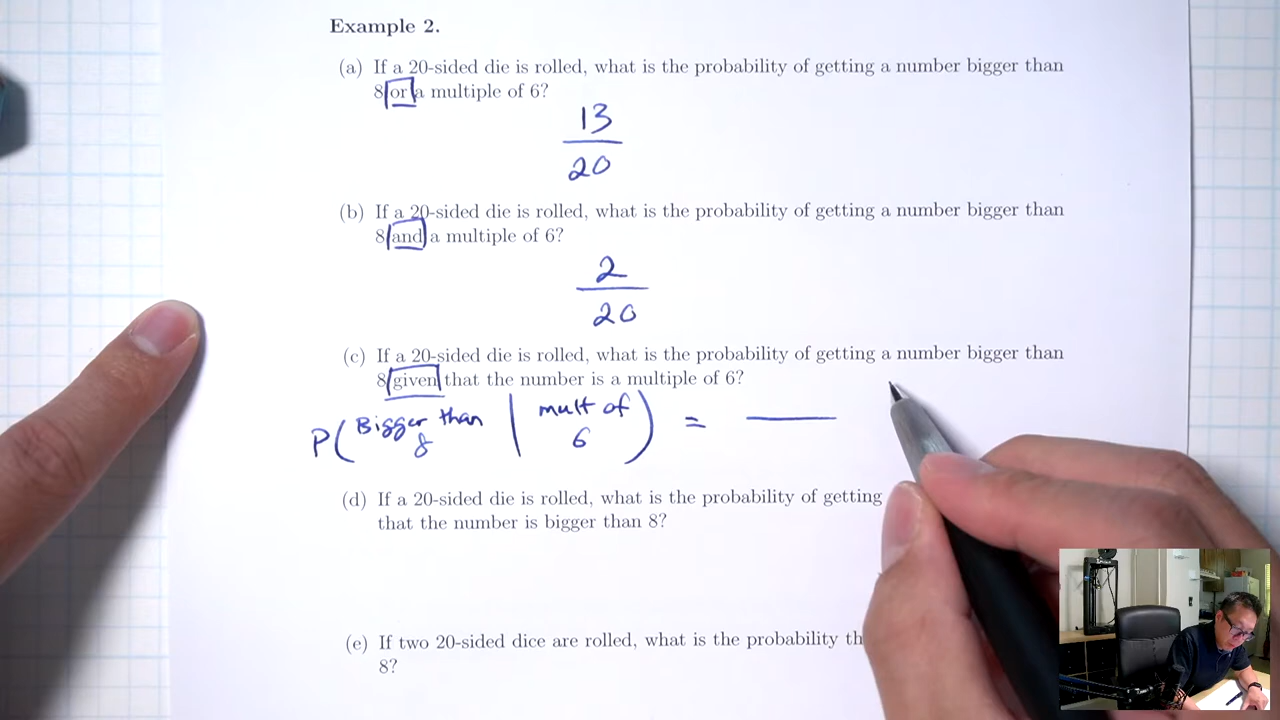 Example 2.
(a) If a 20-sided die is rolled, what is the probability of getting a number bigger than
8 or a multiple of 6?
13
20
(b) If a 20-sided die is rolled, what is the probability of getting a number bigger than
8 and a multiple of 6?
2
20
(c) If a 20-sided die is rolled, what is the probability of getting a number bigger than
8 given that the number is a multiple of 6?
P( Bigger than 8 | mult of 6 ) =
(d) If a 20-sided die is rolled, what is the probability of getting
that the number is bigger than 8?
(e) If two 20-sided dice are rolled, what is the probability
8?